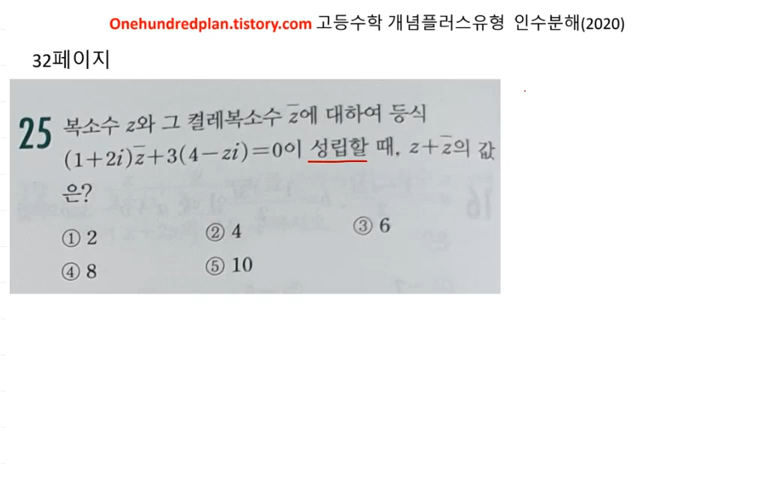 Onehundredplan.tistory.com 고등수학 개념플러스유형 인수분해(2020)
32페이지
25 복소수 z와 그 켤레복소수 z̄에 대하여 등식
(1+2i)z̄+3(4−zi)=0이 성립할 때, z+z̄의 값
은?
① 2 ② 4 ③ 6
④ 8 ⑤ 10